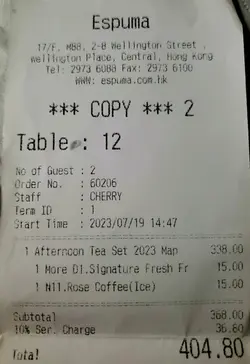 Espuma
17/F, M88, 2-8 Wellington Street,
Wellington Place, Central, Hong Kong
Tel: 2973 6088 Fax: 2973 6100
WWW: espuma.com.hk
*** COPY *** 2
Table : 12
No of Guest : 2
Order No. : 60206
Staff : CHERRY
Term ID : 1
Start Time : 2023/07/19 14:47
1 Afternoon Tea Set 2023 Map 338.00
1 More D1.Signature Fresh Fr 15.00
1 N11.Rose Coffee(Ice) 15.00
Subtotal 368.00
10% Ser. Charge 36.80
Total 404.80